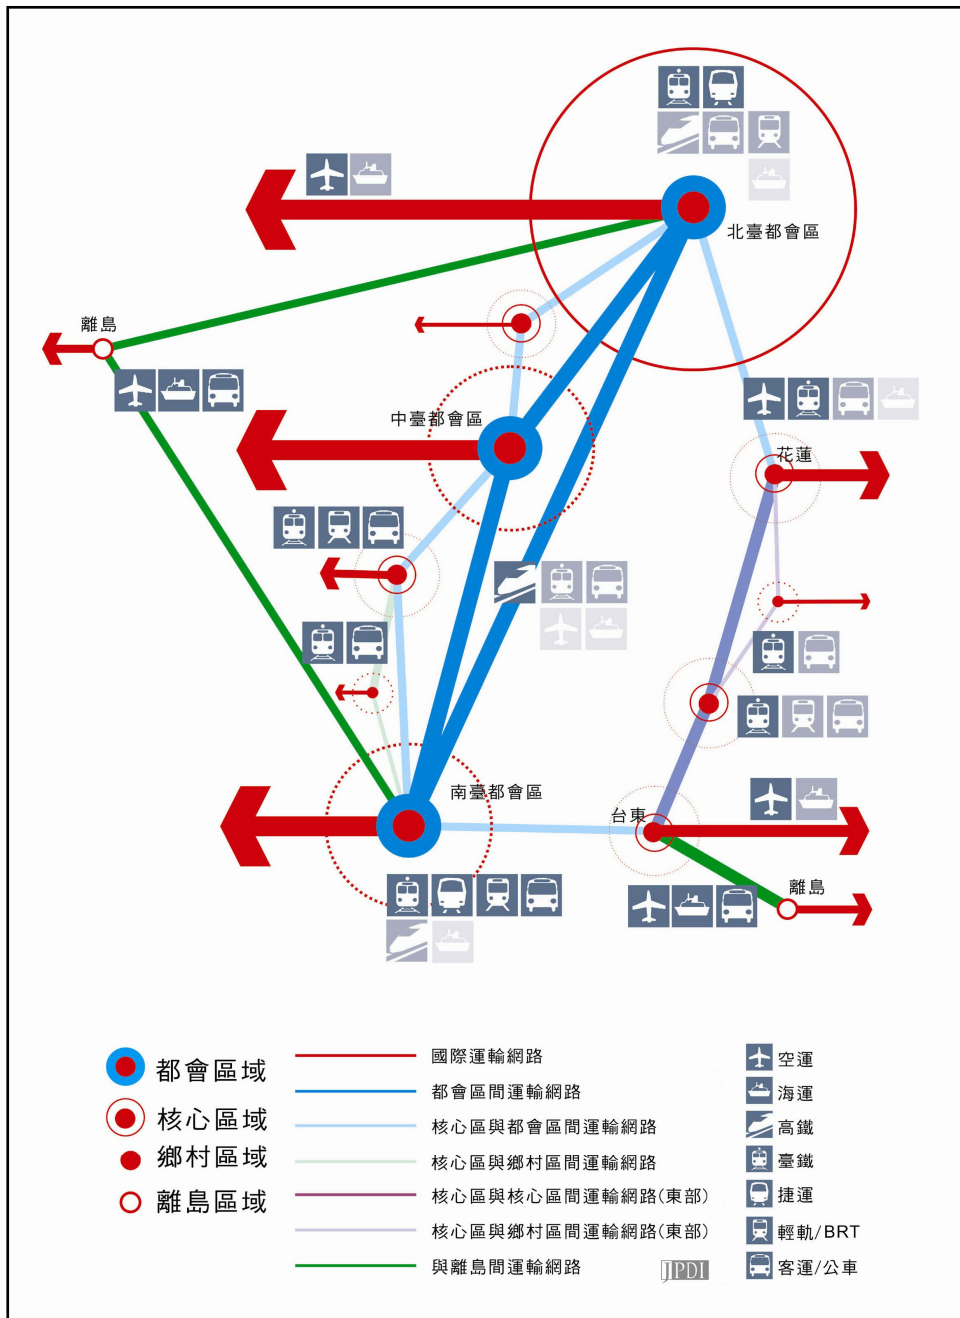 北臺都會區
離島
中臺都會區
花蓮
南臺都會區
台東
離島
都會區域
核心區域
鄉村區域
離島區域
國際運輸網路
都會區間運輸網路
核心區與都會區間運輸網路
核心區與鄉村區間運輸網路
核心區與核心區間運輸網路(東部)
核心區與鄉村區間運輸網路(東部)
與離島間運輸網路
JPDI
空運
海運
高鐵
臺鐵
捷運
輕軌/BRT
客運/公車